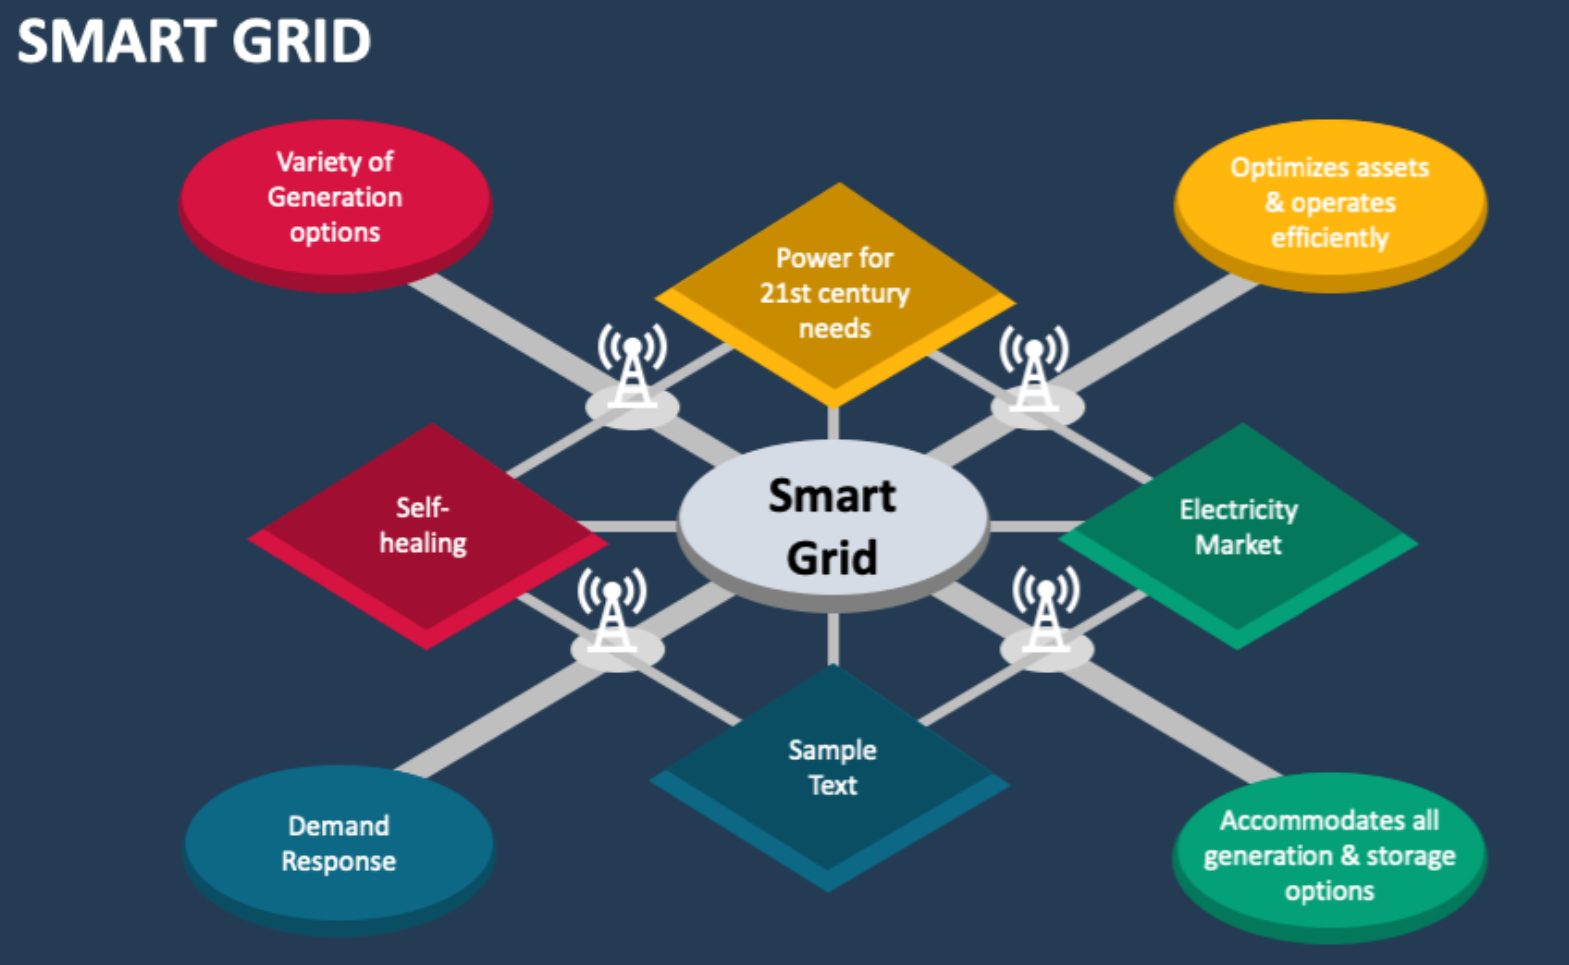 SMART GRID
Variety of
Generation
options
Optimizes assets
& operates
efficiently
Power for
21st century
needs
Self-
healing
Smart
Grid
Electricity
Market
Sample
Text
Demand
Response
Accommodates all
generation & storage
options